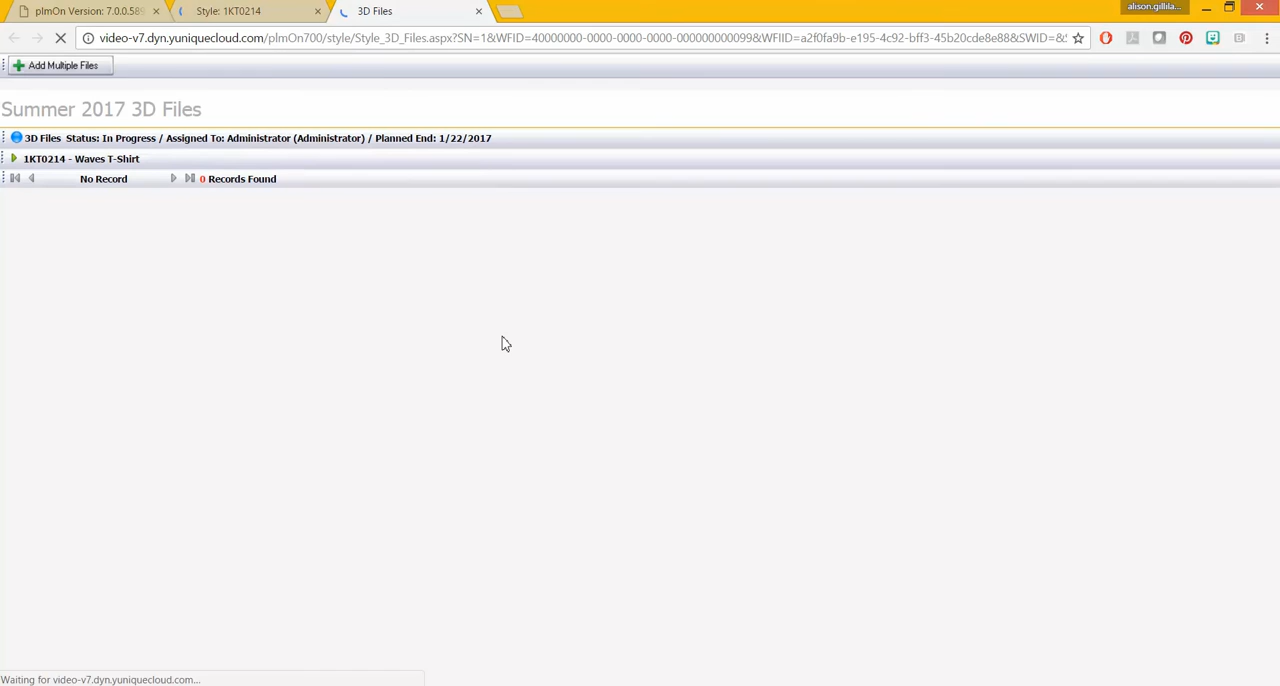 plmOn Version: 7.0.0.589
Style: 1KT0214
3D Files
alison.gillila...
video-v7.dyn.yuniquecloud.com/plmOn700/style/Style_3D_Files.aspx?SN=1&WFID=40000000-0000-0000-0000-000000000099&WFIID=a2f0fa9b-e195-4c92-bff3-45b20cde8e88&SWID=&
Add Multiple Files
Summer 2017 3D Files
3D Files Status: In Progress / Assigned To: Administrator (Administrator) / Planned End: 1/22/2017
1KT0214 - Waves T-Shirt
No Record 0 Records Found
Waiting for video-v7.dyn.yuniquecloud.com...